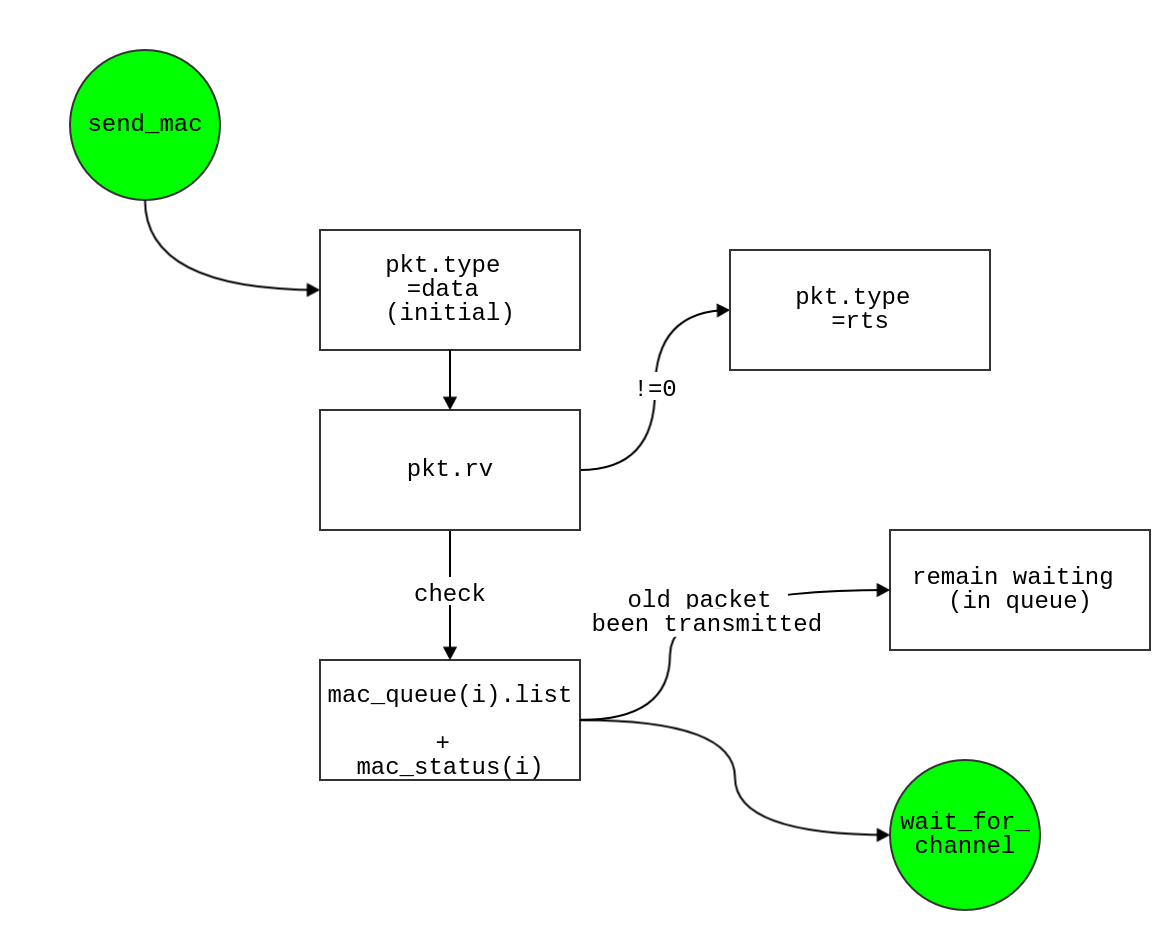 send_mac
pkt.type
=data
(initial)
pkt.type
=rts
!=0
pkt.rv
check
old packet
been transmitted
remain waiting
(in queue)
mac_queue(i).list
+
mac_status(i)
wait_for_
channel